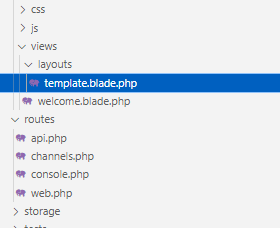 css
js
views
layouts
template.blade.php
welcome.blade.php
routes
api.php
channels.php
console.php
web.php
storage
tests